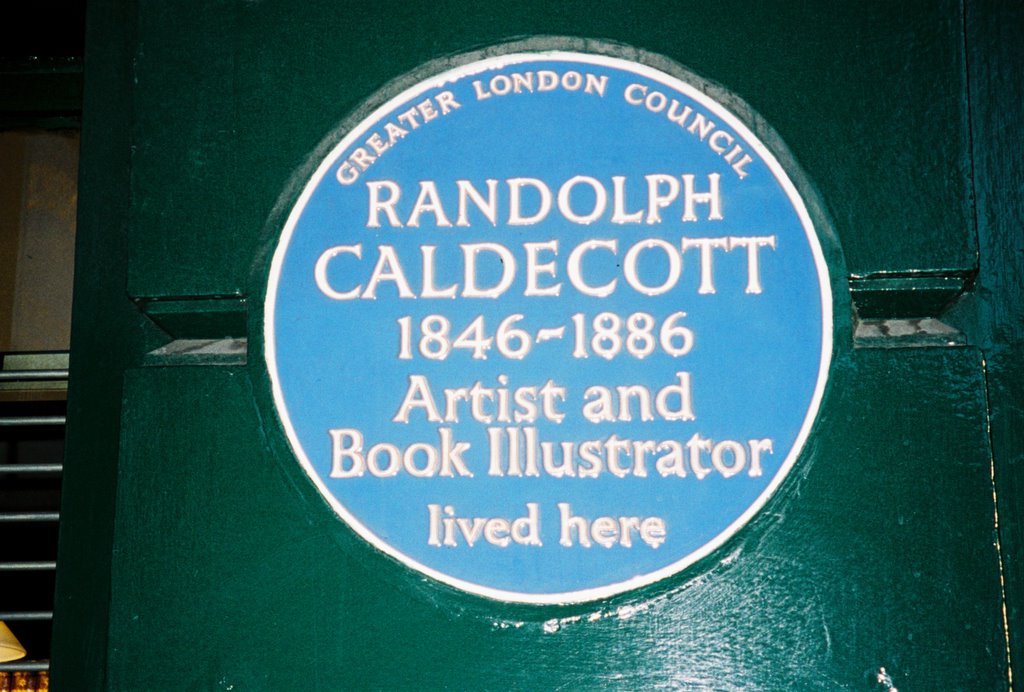 GREATER LONDON COUNCIL
RANDOLPH
CALDECOTT
1846~1886
Artist and
Book Illustrator
lived here